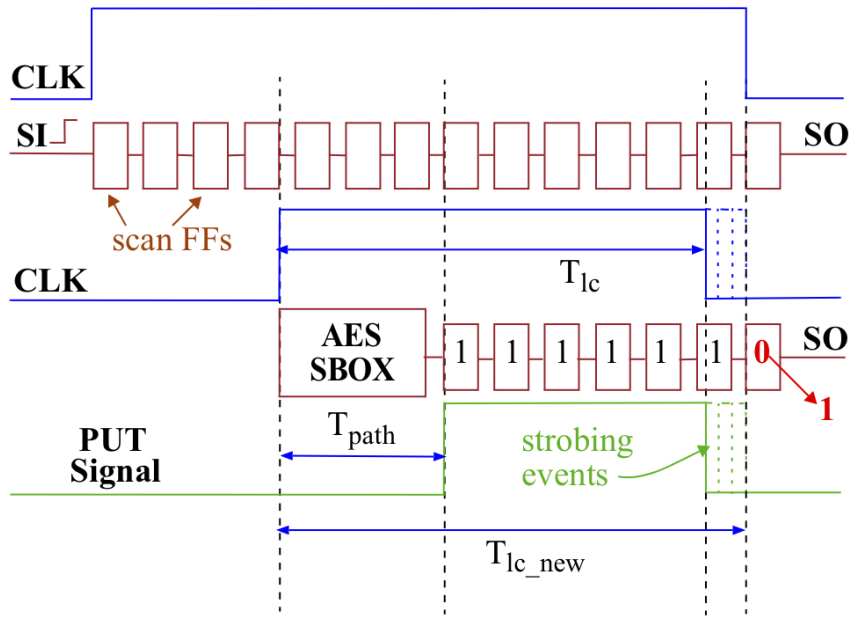 CLK
SI SO
scan FFs
CLK
T_lc
AES
SBOX
1 1 1 1 1 1 0 SO
1
T_path
PUT
Signal
strobing
events
T_lc_new